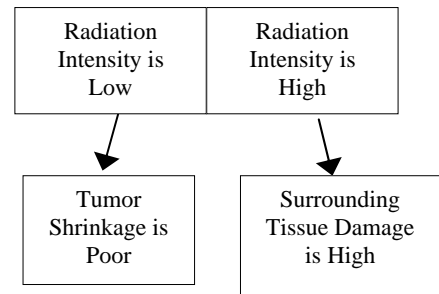 Radiation
Intensity is
Low
Radiation
Intensity is
High
Tumor
Shrinkage is
Poor
Surrounding
Tissue Damage
is High